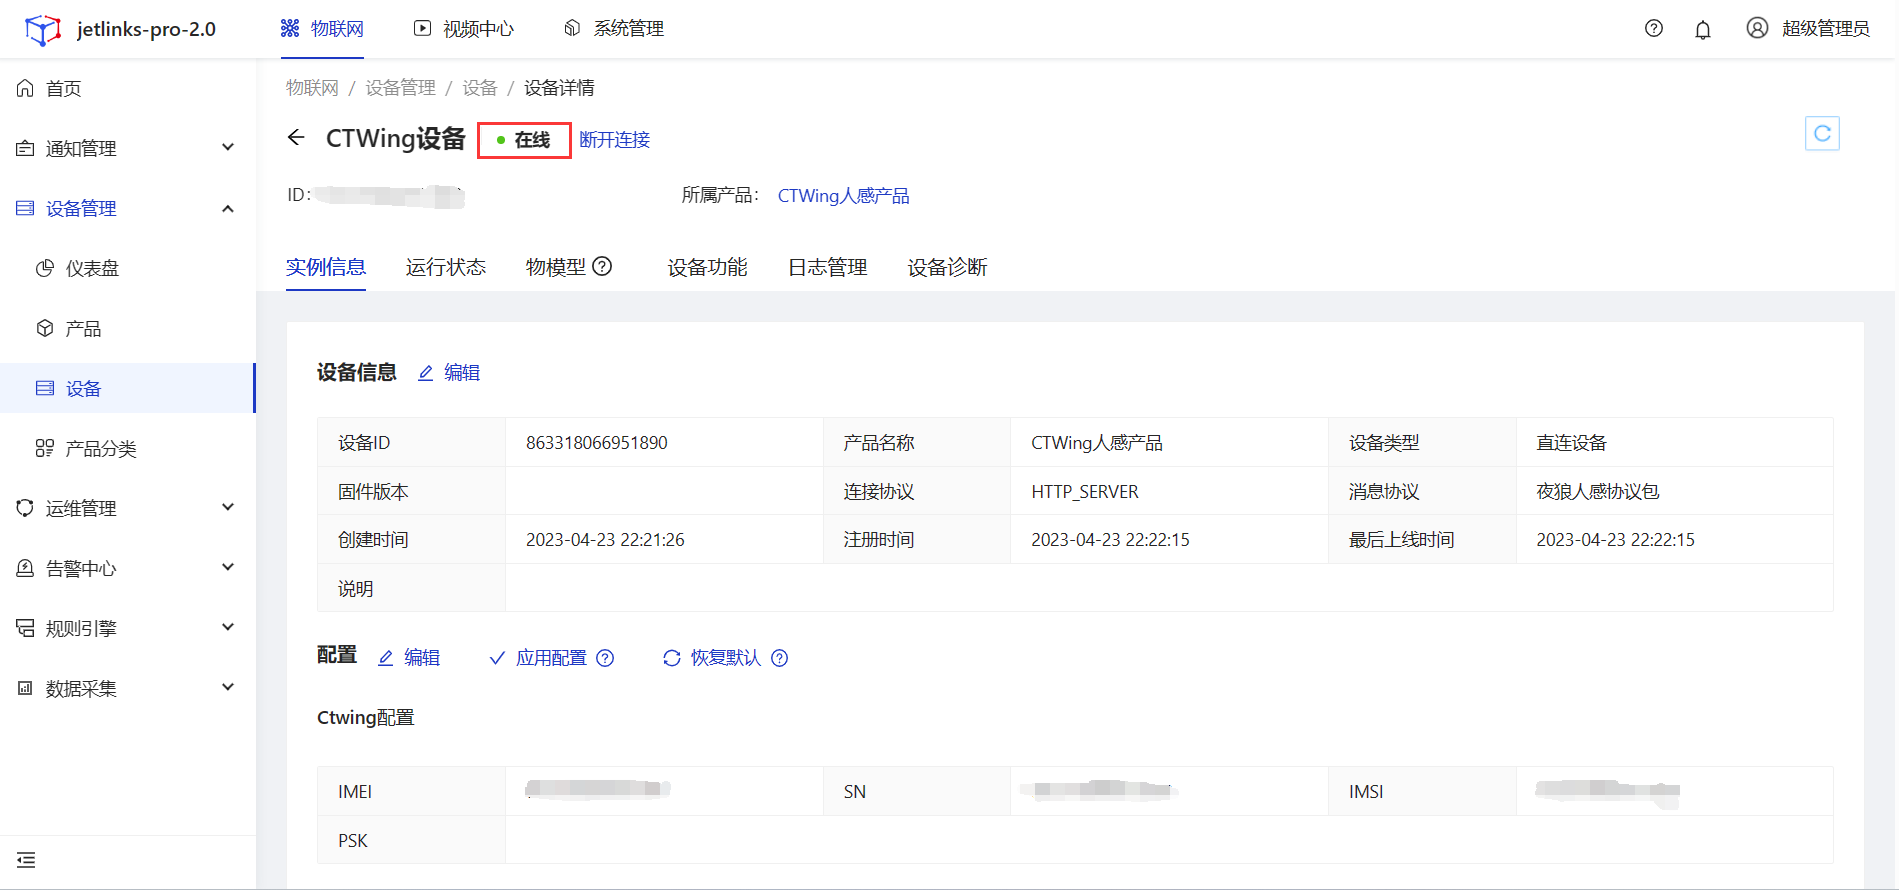 jetlinks-pro-2.0 物联网 视频中心 系统管理 超级管理员
首页
通知管理
设备管理
仪表盘
产品
设备
产品分类
运维管理
告警中心
规则引擎
数据采集
物联网 / 设备管理 / 设备 / 设备详情
CTWing设备 在线 断开连接
ID: 所属产品: CTWing人感产品
实例信息 运行状态 物模型 设备功能 日志管理 设备诊断
设备信息 编辑
设备ID 863318066951890 产品名称 CTWing人感产品 设备类型 直连设备
固件版本 连接协议 HTTP_SERVER 消息协议 夜狼人感协议包
创建时间 2023-04-23 22:21:26 注册时间 2023-04-23 22:22:15 最后上线时间 2023-04-23 22:22:15
说明
配置 编辑 应用配置 恢复默认
Ctwing配置
IMEI SN IMSI
PSK